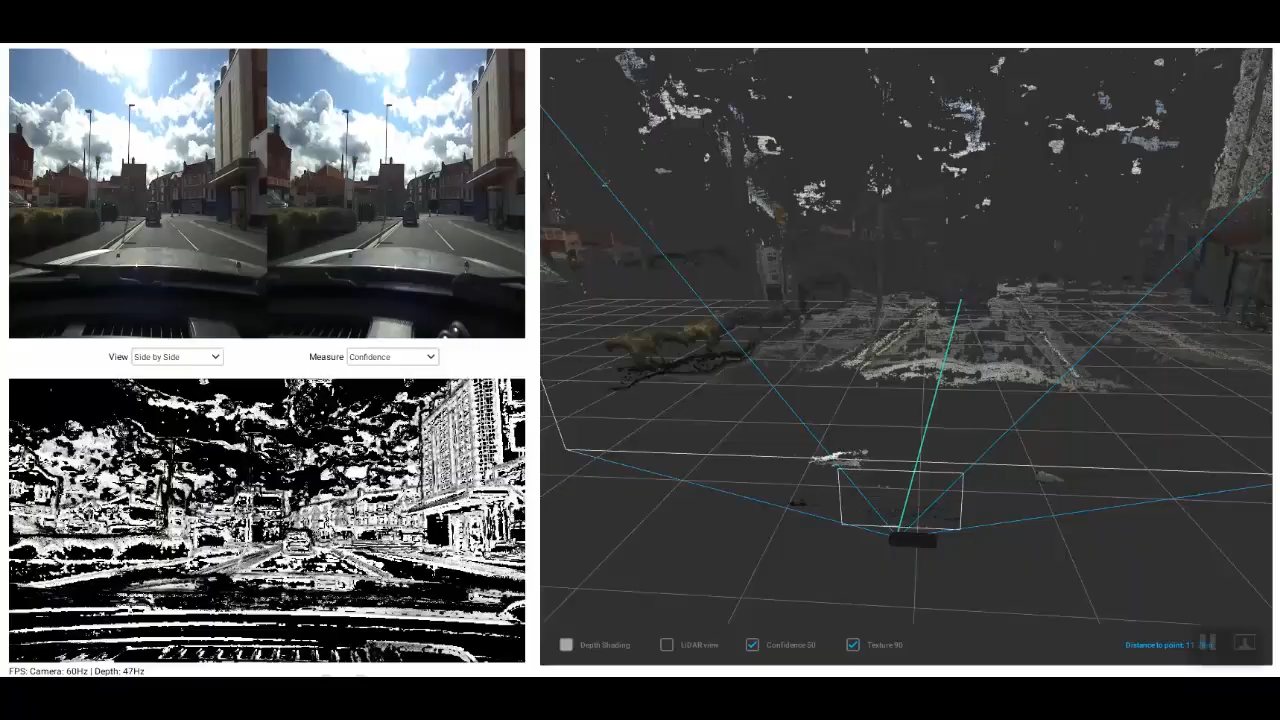 View Side by Side Measure Confidence
FPS: Camera: 60Hz | Depth: 47Hz
Depth Shading LiDAR view Confidence 50 Texture 90 Distance to point: 11